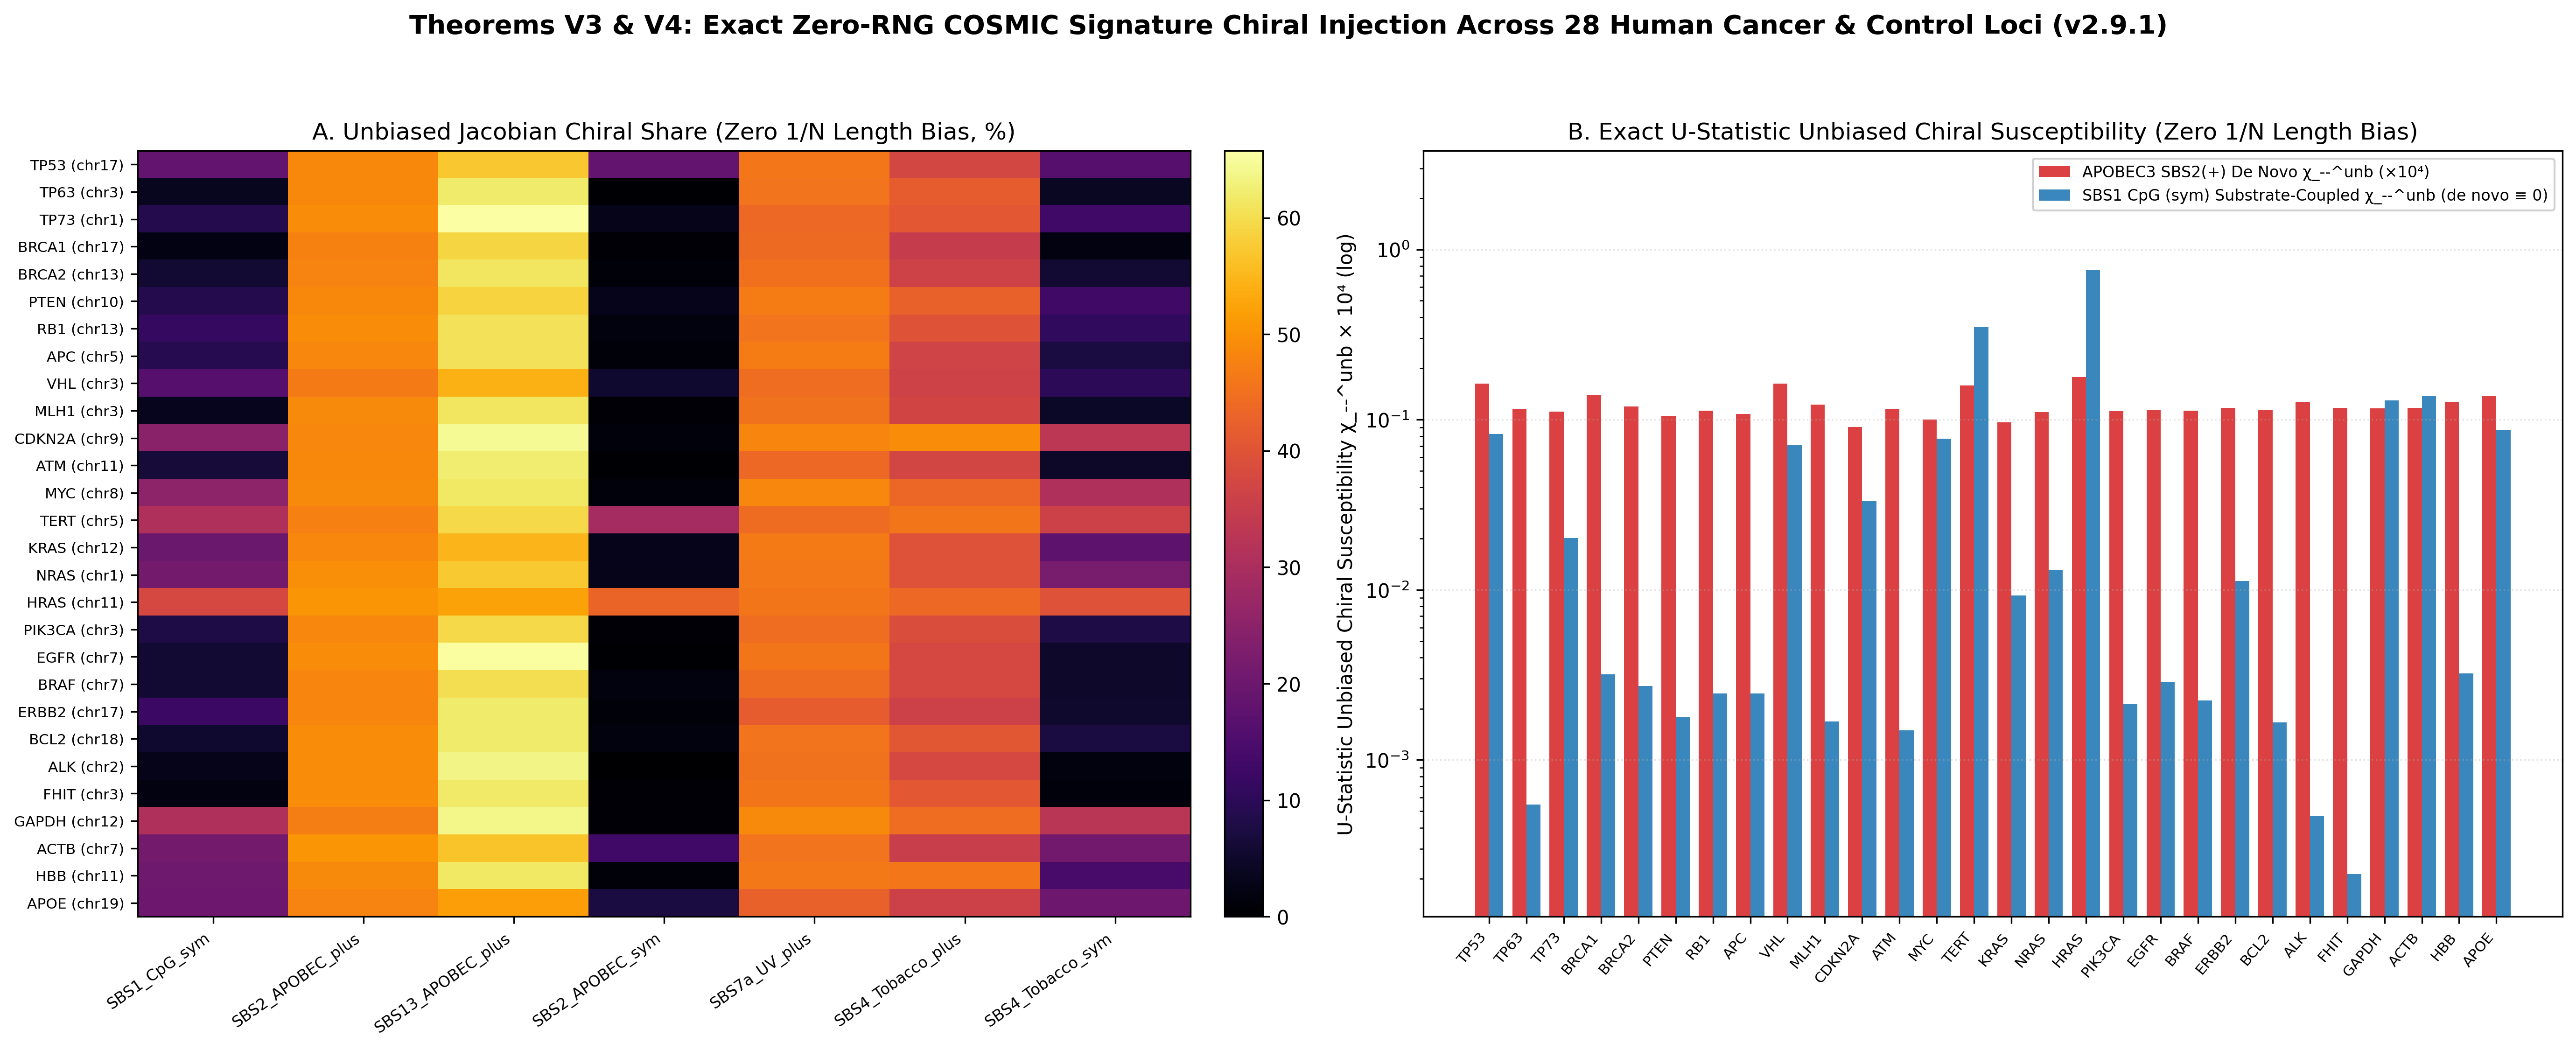 Theorems V3 & V4: Exact Zero-RNG COSMIC Signature Chiral Injection Across 28 Human Cancer & Control Loci (v2.9.1)
A. Unbiased Jacobian Chiral Share (Zero 1/N Length Bias, %)
TP53 (chr17)
TP63 (chr3)
TP73 (chr1)
BRCA1 (chr17)
BRCA2 (chr13)
PTEN (chr10)
RB1 (chr13)
APC (chr5)
VHL (chr3)
MLH1 (chr3)
CDKN2A (chr9)
ATM (chr11)
MYC (chr8)
TERT (chr5)
KRAS (chr12)
NRAS (chr1)
HRAS (chr11)
PIK3CA (chr3)
EGFR (chr7)
BRAF (chr7)
ERBB2 (chr17)
BCL2 (chr18)
ALK (chr2)
FHIT (chr3)
GAPDH (chr12)
ACTB (chr7)
HBB (chr11)
APOE (chr19)
SBS1_CpG_sym
SBS2_APOBEC_plus
SBS13_APOBEC_plus
SBS2_APOBEC_sym
SBS7a_UV_plus
SBS4_Tobacco_plus
SBS4_Tobacco_sym
60
50
40
30
20
10
0
B. Exact U-Statistic Unbiased Chiral Susceptibility (Zero 1/N Length Bias)
APOBEC3 SBS2(+) De Novo χ_--^unb (×10⁴)
SBS1 CpG (sym) Substrate-Coupled χ_--^unb (de novo ≡ 0)
U-Statistic Unbiased Chiral Susceptibility χ_--^unb × 10⁴ (log)
10⁰
10⁻¹
10⁻²
10⁻³
TP53
TP63
TP73
BRCA1
BRCA2
PTEN
RB1
APC
VHL
MLH1
CDKN2A
ATM
MYC
TERT
KRAS
NRAS
HRAS
PIK3CA
EGFR
BRAF
ERBB2
BCL2
ALK
FHIT
GAPDH
ACTB
HBB
APOE